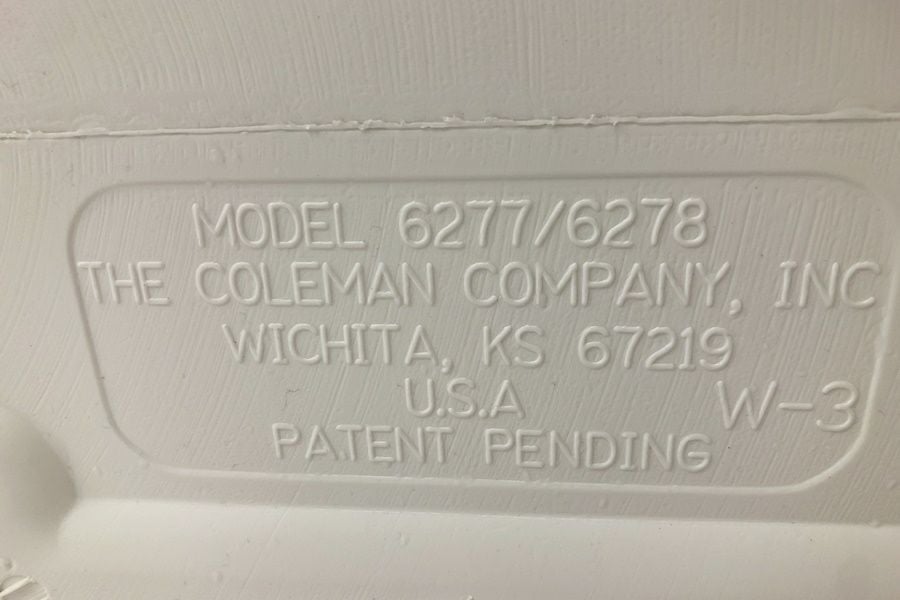 MODEL 6277/6278
THE COLEMAN COMPANY, INC
WICHITA, KS 67219
U.S.A
W-3
PATENT PENDING